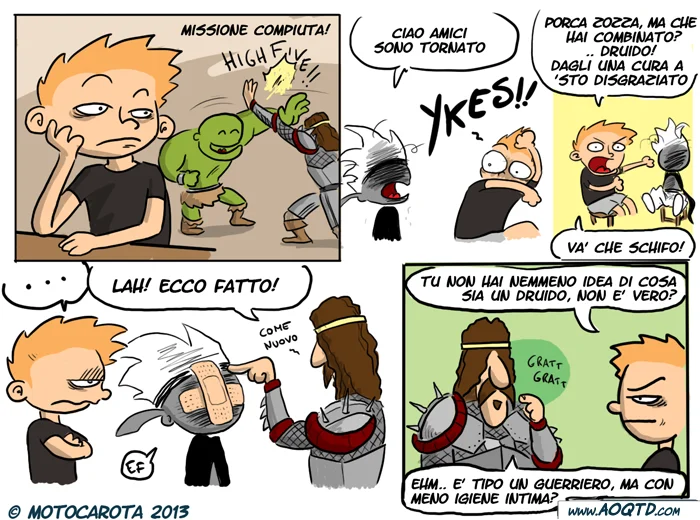 MISSIONE COMPIUTA!
HIGH FIVE!!
CIAO AMICI
SONO TORNATO
YKES!!
PORCA ZOZZA, MA CHE
HAI COMBINATO?
.. DRUIDO!
DAGLI UNA CURA A
'STO DISGRAZIATO!
VA' CHE SCHIFO!
...
LAH! ECCO FATTO!
COME
NUOVO
F.F
TU NON HAI NEMMENO IDEA DI COSA
SIA UN DRUIDO, NON E' VERO?
GRATT
GRATT
EHM.. E' TIPO UN GUERRIERO, MA CON
MENO IGIENE INTIMA?
© MOTOCAROTA 2013
WWW.AOQTD.COM